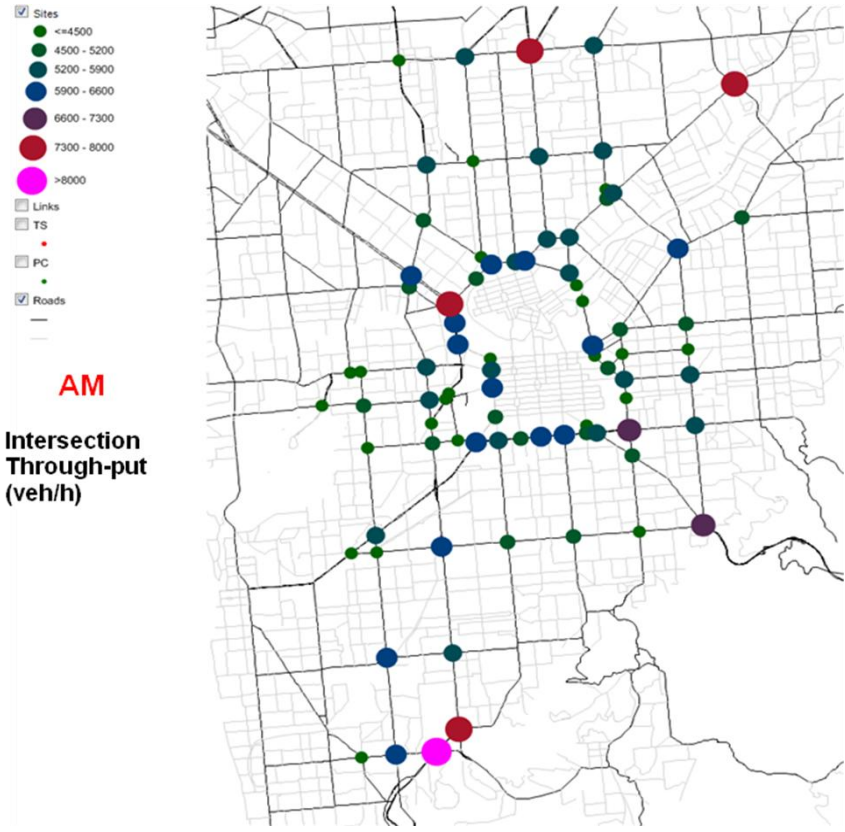 Sites
<=4500
4500 - 5200
5200 - 5900
5900 - 6600
6600 - 7300
7300 - 8000
>8000
Links
TS
PC
Roads
AM
Intersection
Through-put
(veh/h)